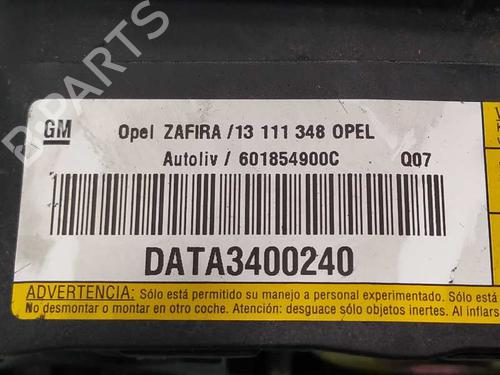 GM Opel ZAFIRA /13 111 348 OPEL
Autoliv / 601854900C Q07
DATA3400240
ADVERTENCIA: Sólo está permitido su manejo a personal experimentado. Sólo está
No desmontar o montar en otro coche. Atención: desguace sólo objetos inertes. Al inflars
B-PARTS